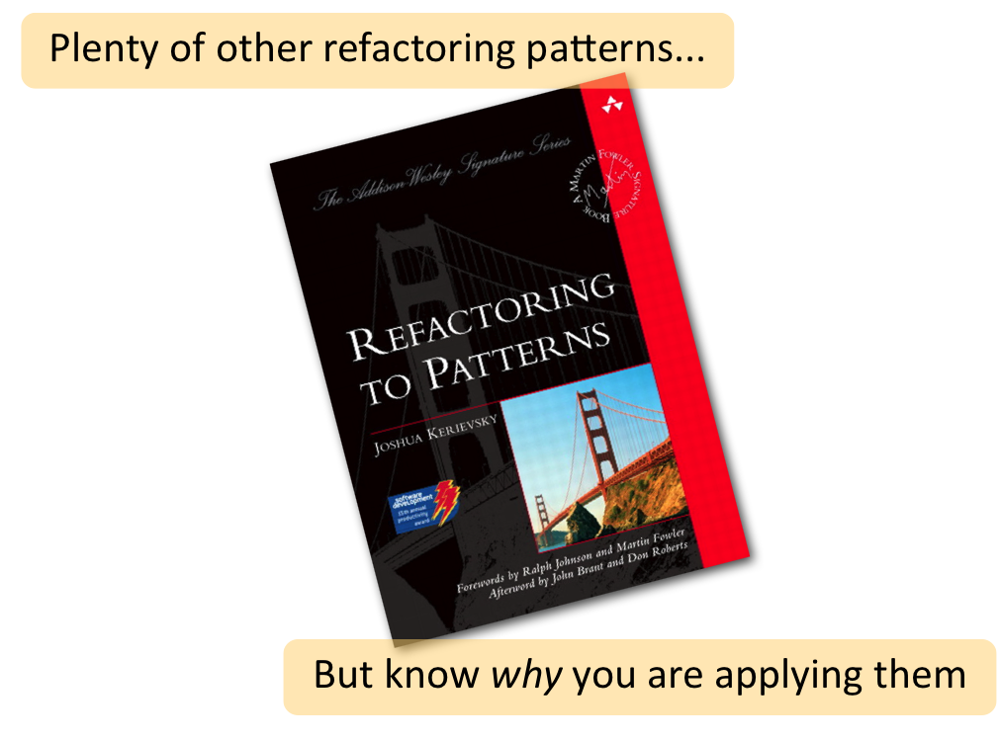 Plenty of other refactoring patterns...
The Addison-Wesley Signature Series
A MARTIN FOWLER SIGNATURE BOOK
Martin
REFACTORING
TO PATTERNS
JOSHUA KERIEVSKY
software
development
15th annual
productivity
award
Forewords by Ralph Johnson and Martin Fowler
Afterword by John Brant and Don Roberts
But know why you are applying them